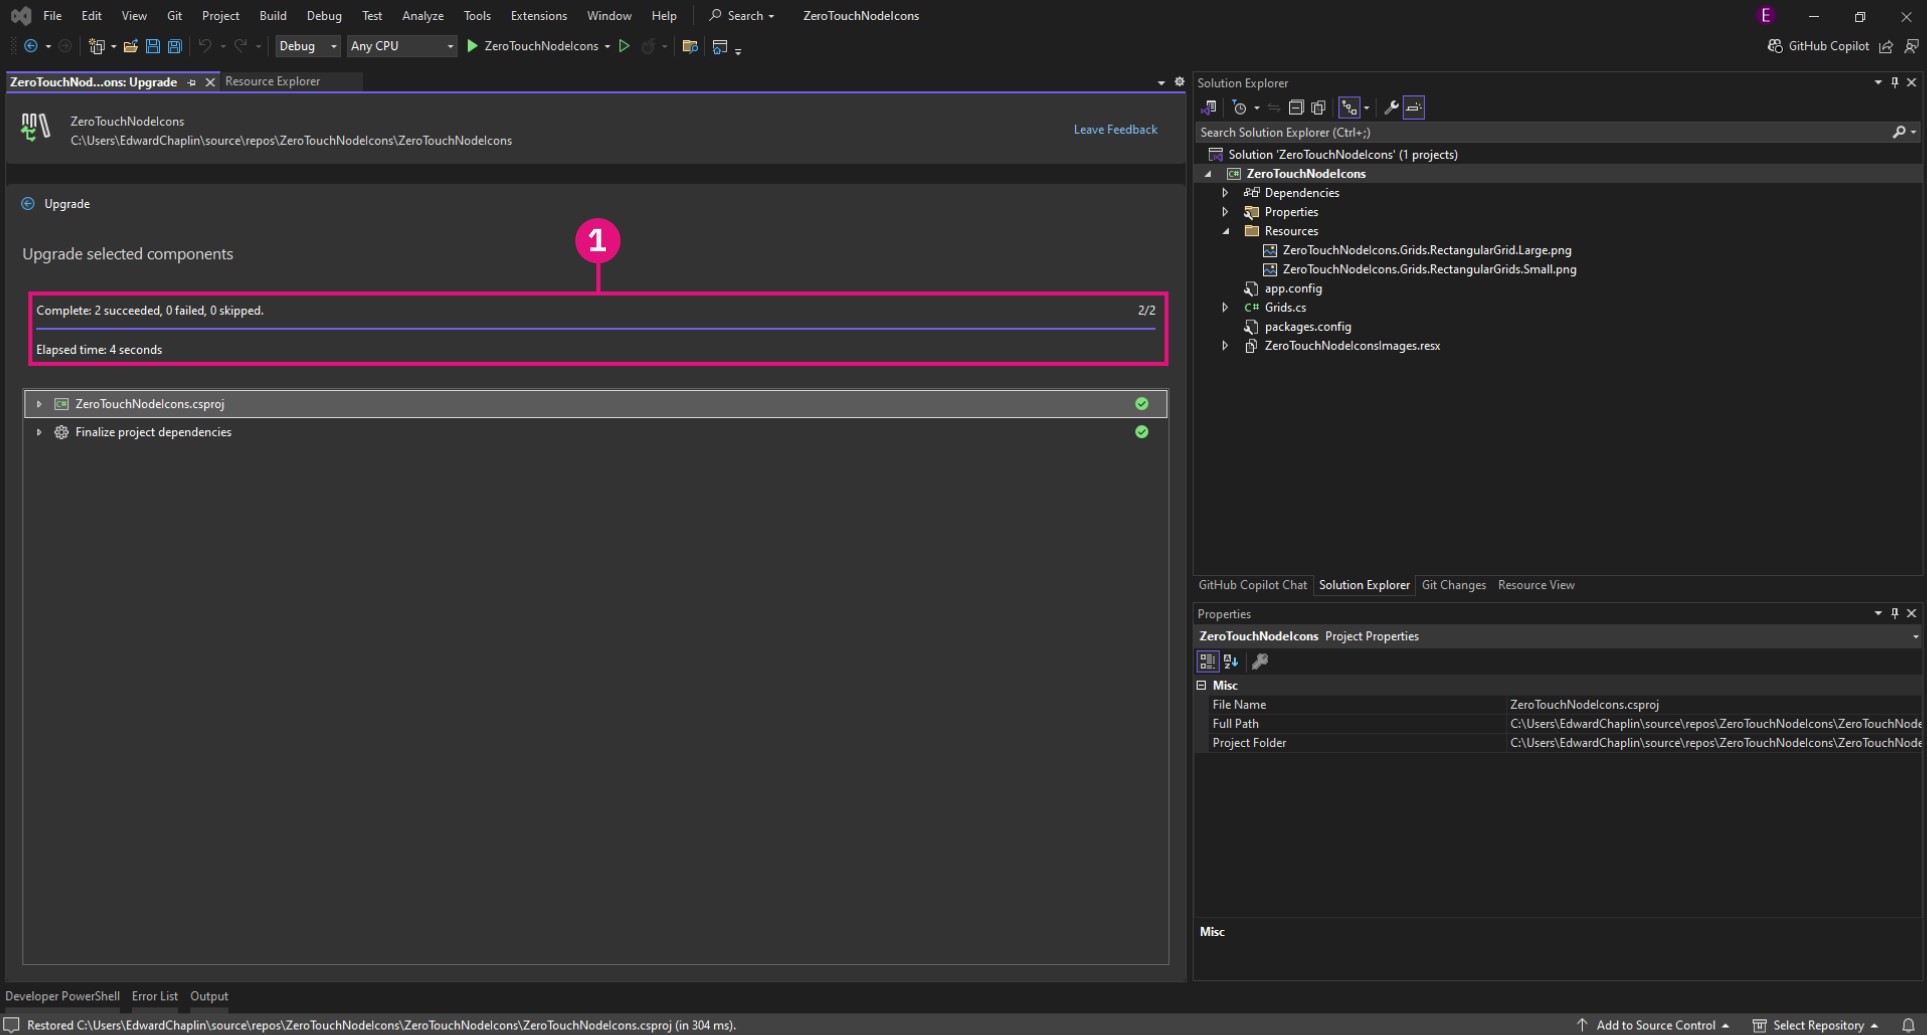 File Edit View Git Project Build Debug Test Analyze Tools Extensions Window Help Search ZeroTouchNodeIcons E
Debug Any CPU ZeroTouchNodeIcons GitHub Copilot
ZeroTouchNod...ons: Upgrade Resource Explorer
ZeroTouchNodeIcons
C:\Users\EdwardChaplin\source\repos\ZeroTouchNodeIcons\ZeroTouchNodeIcons
Leave Feedback
Upgrade
1
Upgrade selected components
Complete: 2 succeeded, 0 failed, 0 skipped. 2/2
Elapsed time: 4 seconds
C# ZeroTouchNodeIcons.csproj
Finalize project dependencies
Solution Explorer
Search Solution Explorer (Ctrl+;)
Solution 'ZeroTouchNodeIcons' (1 projects)
C# ZeroTouchNodeIcons
Dependencies
Properties
Resources
ZeroTouchNodeIcons.Grids.RectangularGrid.Large.png
ZeroTouchNodeIcons.Grids.RectangularGrids.Small.png
app.config
C# Grids.cs
packages.config
ZeroTouchNodeIconsImages.resx
GitHub Copilot Chat Solution Explorer Git Changes Resource View
Properties
ZeroTouchNodeIcons Project Properties
Misc
File Name ZeroTouchNodeIcons.csproj
Full Path C:\Users\EdwardChaplin\source\repos\ZeroTouchNodeIcons\ZeroTouchNode
Project Folder C:\Users\EdwardChaplin\source\repos\ZeroTouchNodeIcons\ZeroTouchNode
Misc
Developer PowerShell Error List Output
Restored C:\Users\EdwardChaplin\source\repos\ZeroTouchNodeIcons\ZeroTouchNodeIcons\ZeroTouchNodeIcons.csproj (in 304 ms). Add to Source Control Select Repository